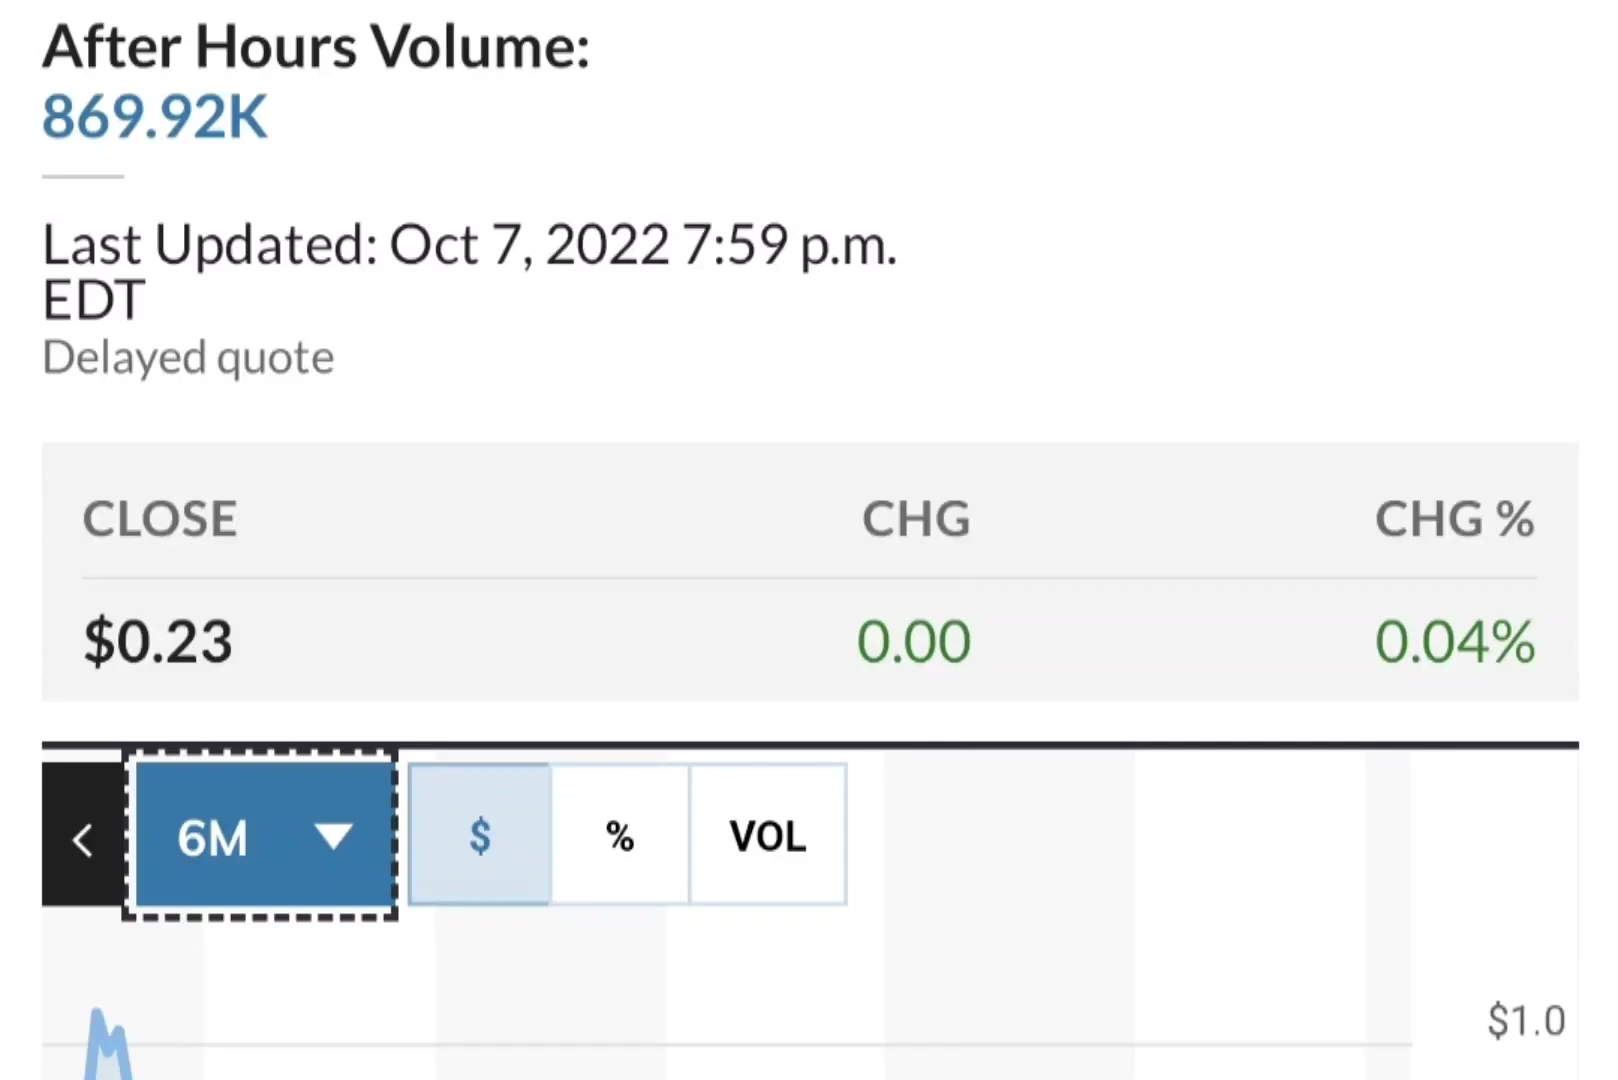 After Hours Volume:
869.92K
Last Updated: Oct 7, 2022 7:59 p.m.
EDT
Delayed quote
CLOSE CHG CHG %
$0.23 0.00 0.04%
6M $ % VOL
$1.0